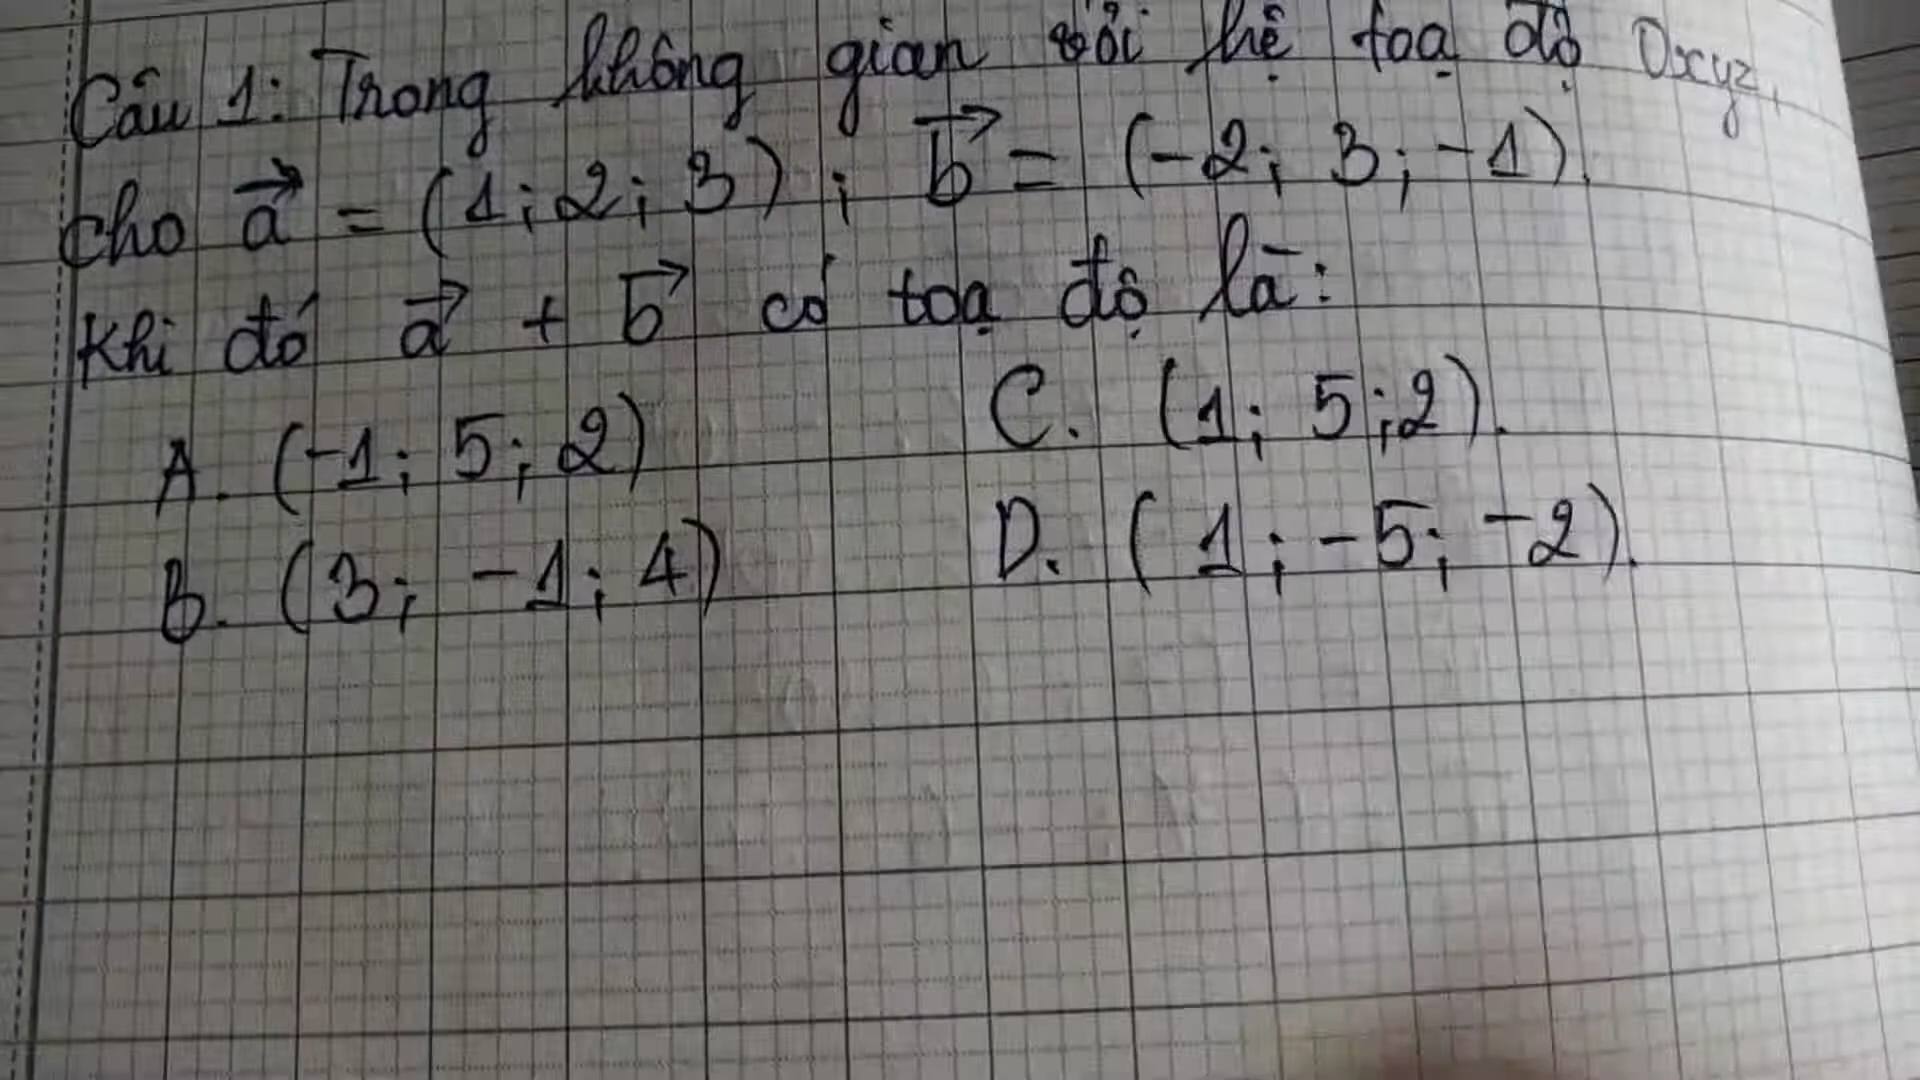 Câu 1: Trong không gian với hệ toạ độ Oxyz,
cho a⃗ = (1; 2; 3) ; b⃗ = (-2; 3; -1).
Khi đó a⃗ + b⃗ có toạ độ là:
A. (-1; 5; 2) C. (1; 5; 2).
B. (3; -1; 4) D. (1; -5; -2).